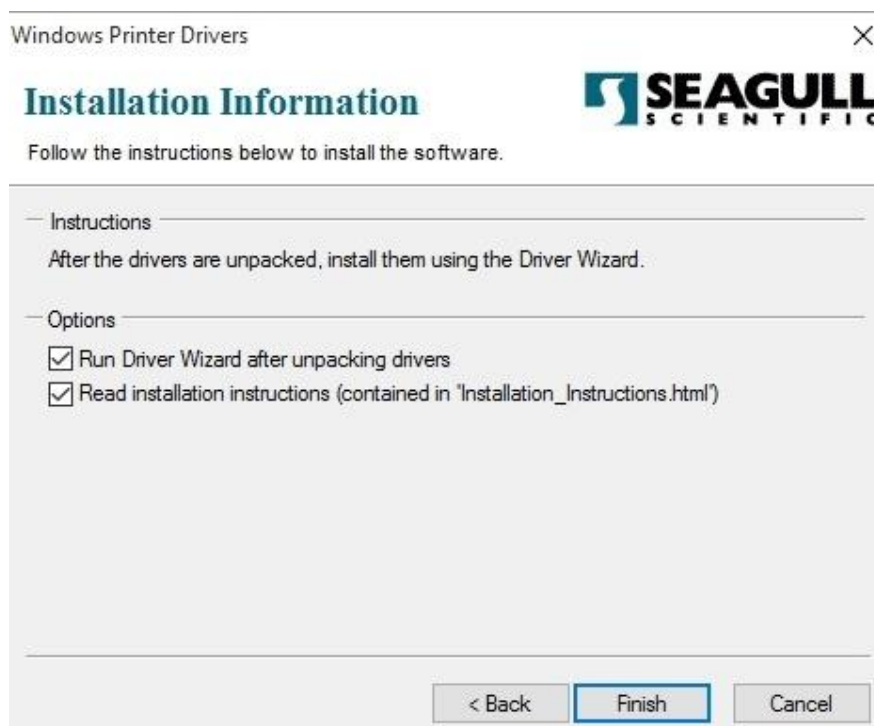 Windows Printer Drivers
Installation Information
SEAGULL
SCIENTIFIC
Follow the instructions below to install the software.
Instructions
After the drivers are unpacked, install them using the Driver Wizard.
Options
Run Driver Wizard after unpacking drivers
Read installation instructions (contained in 'Installation_Instructions.html')
< Back
Finish
Cancel